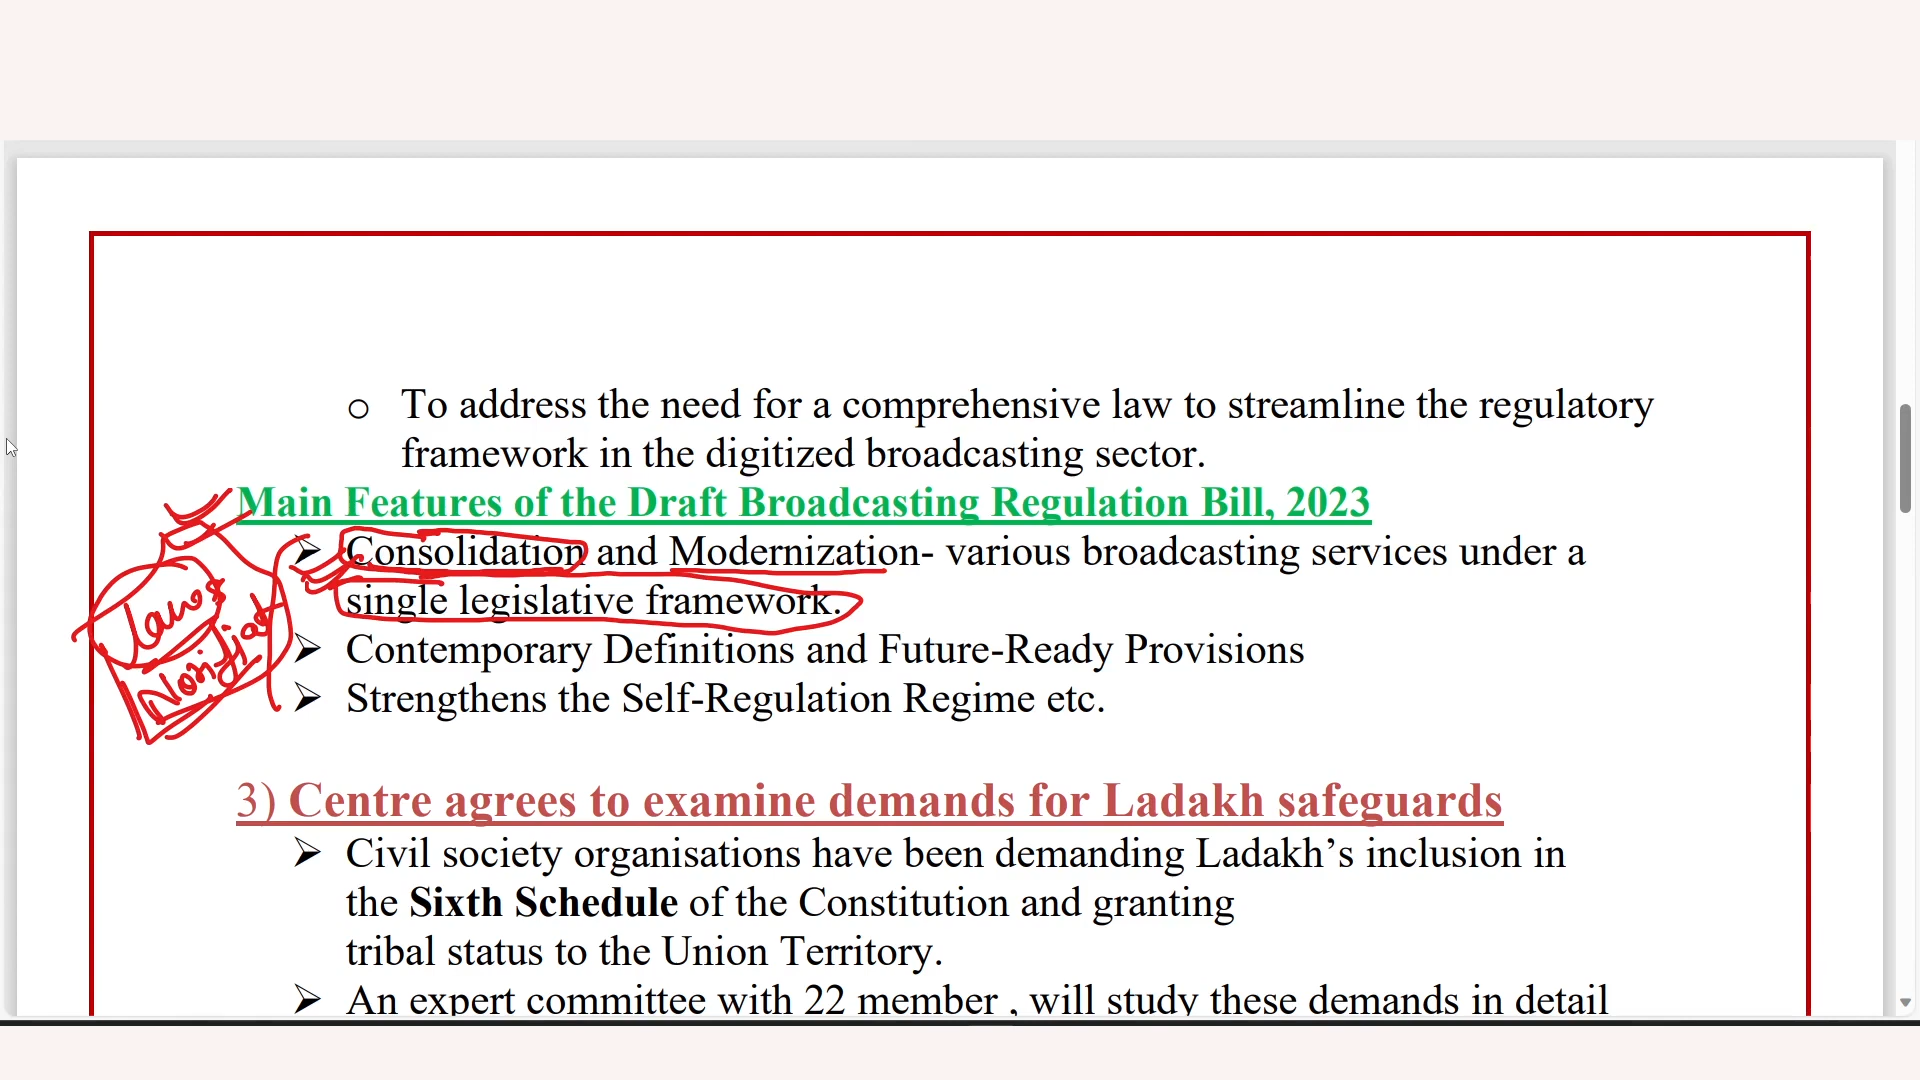 o To address the need for a comprehensive law to streamline the regulatory
framework in the digitized broadcasting sector.
Main Features of the Draft Broadcasting Regulation Bill, 2023
➢ Consolidation and Modernization- various broadcasting services under a
single legislative framework.
➢ Contemporary Definitions and Future-Ready Provisions
➢ Strengthens the Self-Regulation Regime etc.
Laws
3) Centre agrees to examine demands for Ladakh safeguards
➢ Civil society organisations have been demanding Ladakh’s inclusion in
the Sixth Schedule of the Constitution and granting
tribal status to the Union Territory.
➢ An expert committee with 22 member , will study these demands in detail